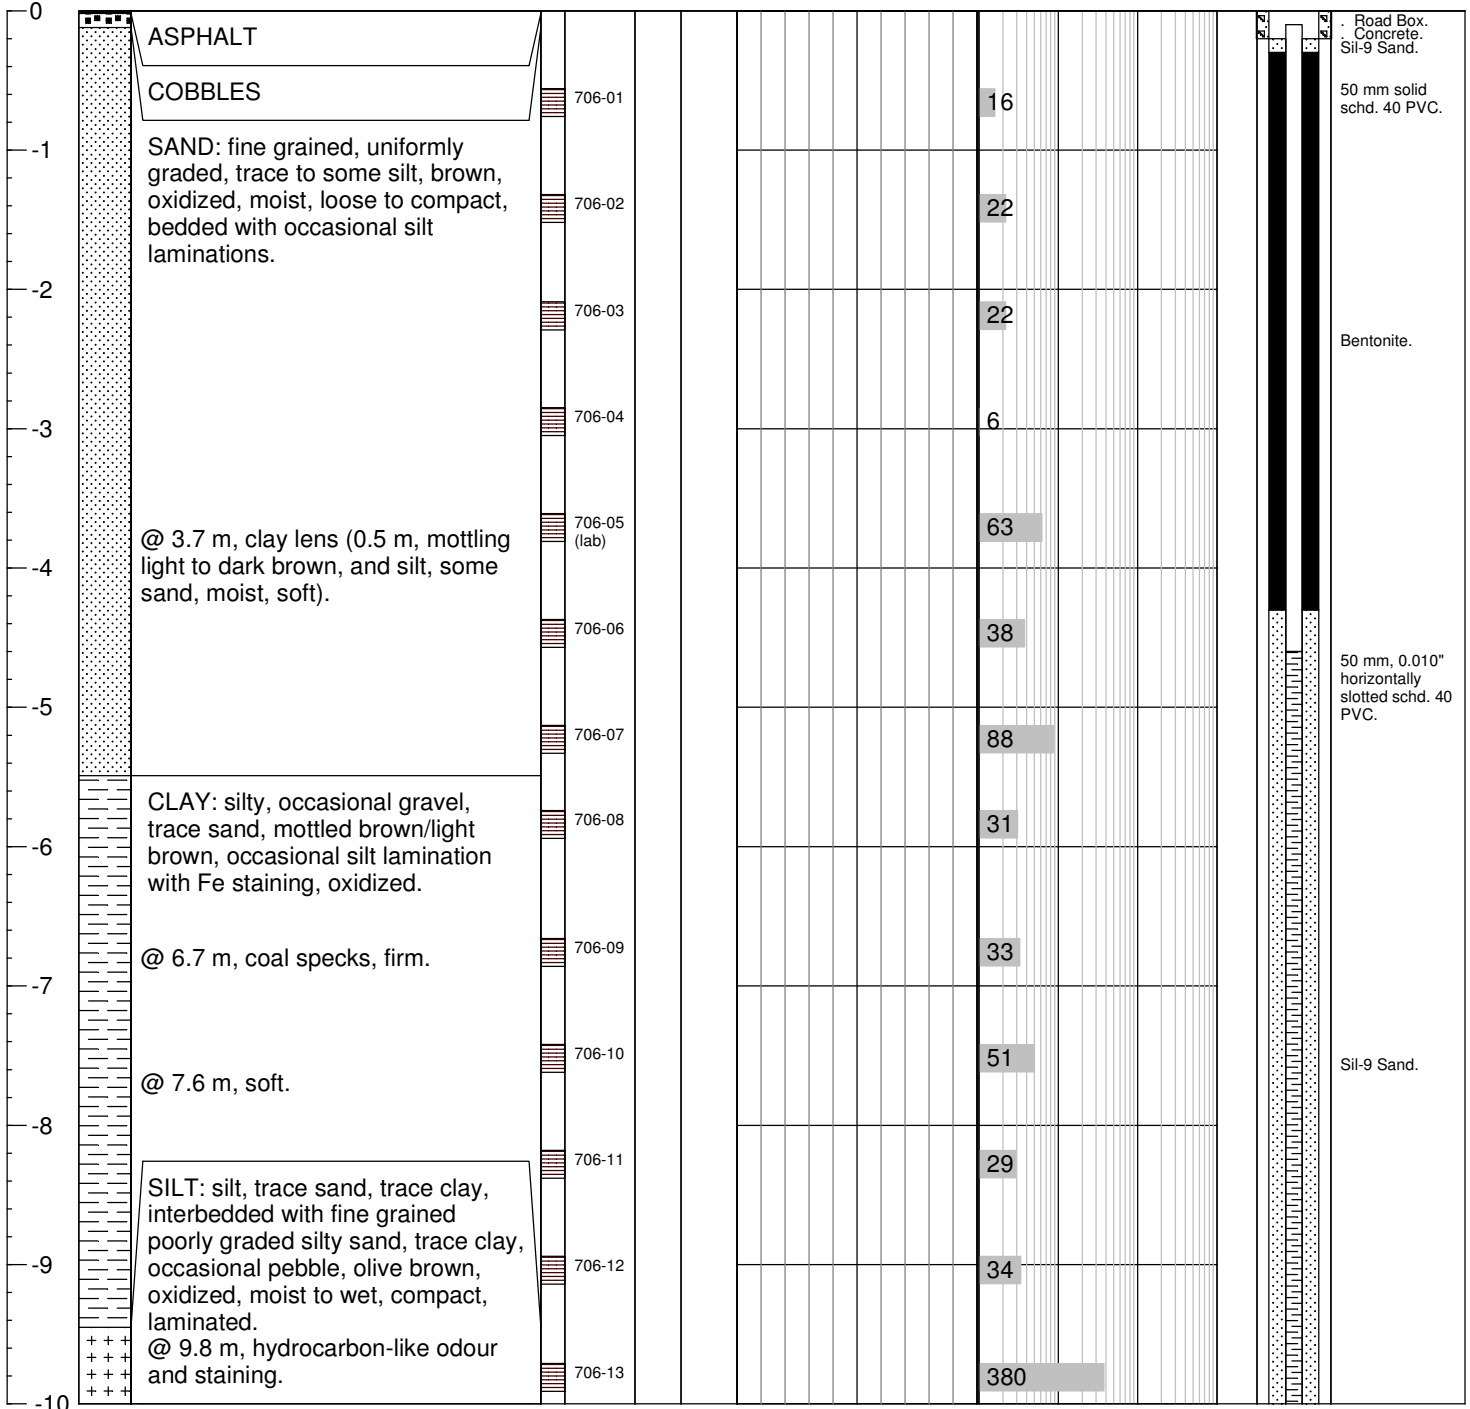 0
-1
-2
-3
-4
-5
-6
-7
-8
-9
-10
ASPHALT
COBBLES
SAND: fine grained, uniformly
graded, trace to some silt, brown,
oxidized, moist, loose to compact,
bedded with occasional silt
laminations.
@ 3.7 m, clay lens (0.5 m, mottling
light to dark brown, and silt, some
sand, moist, soft).
CLAY: silty, occasional gravel,
trace sand, mottled brown/light
brown, occasional silt lamination
with Fe staining, oxidized.
@ 6.7 m, coal specks, firm.
@ 7.6 m, soft.
SILT: silt, trace sand, trace clay,
interbedded with fine grained
poorly graded silty sand, trace clay,
occasional pebble, olive brown,
oxidized, moist to wet, compact,
laminated.
@ 9.8 m, hydrocarbon-like odour
and staining.
706-01
706-02
706-03
706-04
706-05
(lab)
706-06
706-07
706-08
706-09
706-10
706-11
706-12
706-13
16
22
22
6
63
38
88
31
33
51
29
34
380
. Road Box.
. Concrete.
Sil-9 Sand.
50 mm solid
schd. 40 PVC.
Bentonite.
50 mm, 0.010"
horizontally
slotted schd. 40
PVC.
Sil-9 Sand.